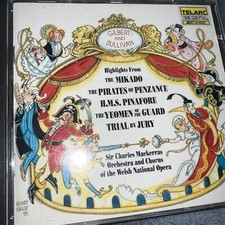 TELARC
GILBERT
AND
SULLIVAN
Highlights From
THE MIKADO
THE PIRATES OF PENZANCE
H.M.S. PINAFORE
THE YEOMEN OF THE GUARD
TRIAL BY JURY
Sir Charles Mackerras
Orchestra and Chorus
of the Welsh National Opera